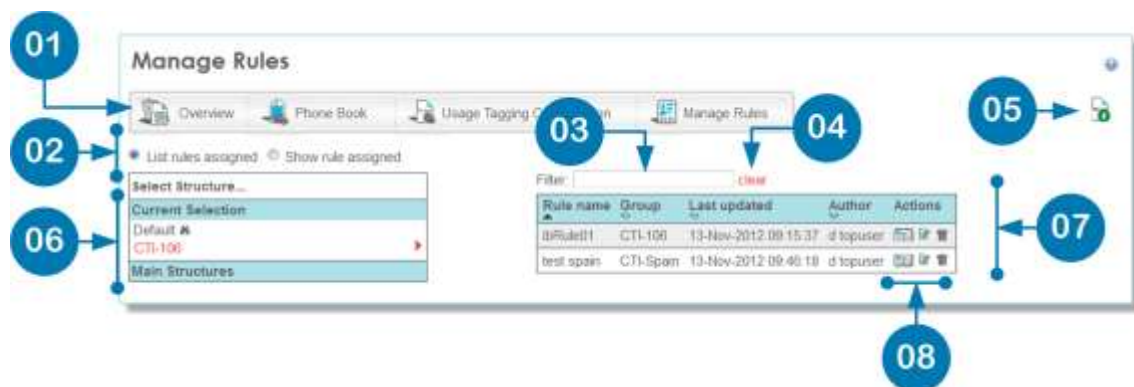 01
Manage Rules
Overview Phone Book Usage Tagging Manage Rules
05
03
04
02
List rules assigned Show rule assigned
Filter: clear
Select Structure...
Current Selection
Default
CTI-106
Main Structures
06
Rule name Group Last updated Author Actions
CTI-106 13-Nov-2012 09:15:37 d topuser
test spain CTI-Spain 13-Nov-2012 09:46:18 d topuser
07
08